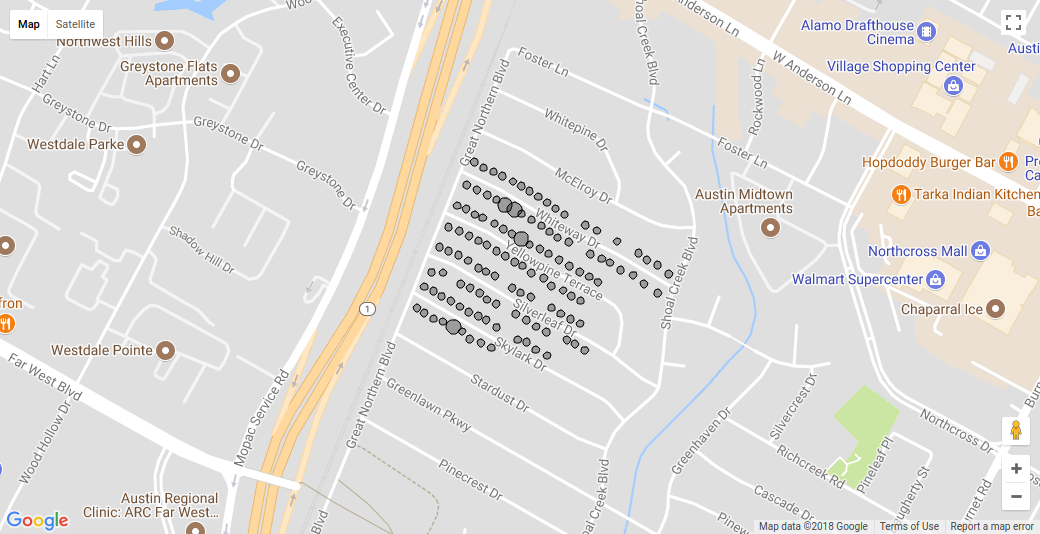 Map
Satellite
Northwest Hills
Greystone Flats
Apartments
Hart Ln
Greystone Dr
Greystone Dr
Greystone Dr
Westdale Parke
Executive Center Dr
Shadow Hill Dr
Westdale Pointe
Far West Blvd
Wood Hollow Dr
Mopac Service Rd
1
Austin Regional
Clinic: ARC Far West...
Great Northern Blvd
Great Northern Blvd
Foster Ln
Whitepine Dr
McElroy Dr
Whiteway Dr
Yellowpine Terrace
Silverleaf Dr
Skylark Dr
Stardust Dr
Greenlawn Pkwy
Pinecrest Dr
Shoal Creek Blvd
Shoal Creek Blvd
oal Creek Blvd
W Anderson Ln
Anderson Ln
Rockwood Ln
Foster Ln
Alamo Drafthouse
Cinema
Village Shopping Center
Hopdoddy Burger Bar
Tarka Indian Kitchen
Austin Midtown
Apartments
Northcross Mall
Walmart Supercenter
Chaparral Ice
Silvercrest Dr
Greenhaven Dr
Richcreek Rd
Pineleaf Pl
Northcross Dr
Cascade Dr
Google
Map data ©2018 Google
Terms of Use
Report a map error